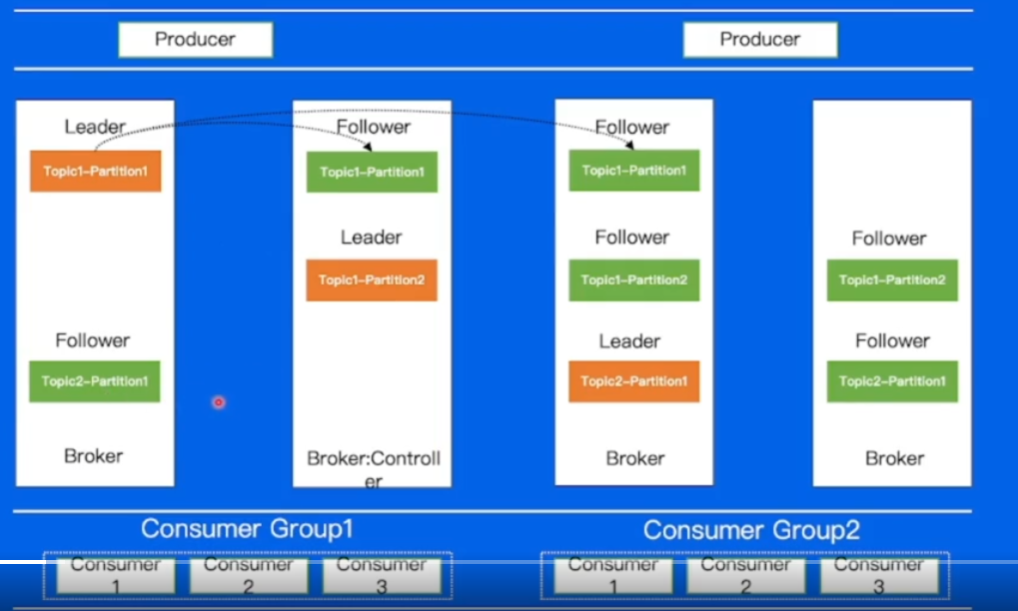 Producer
Producer
Leader
Topic1-Partition1
Follower
Topic2-Partition1
Broker
Follower
Topic1-Partition1
Leader
Topic1-Partition2
Broker:Controll
er
Follower
Topic1-Partition1
Follower
Topic1-Partition2
Leader
Topic2-Partition1
Broker
Follower
Topic1-Partition2
Follower
Topic2-Partition1
Broker
Consumer Group1
Consumer
1
Consumer
2
Consumer
3
Consumer Group2
Consumer
1
Consumer
2
Consumer
3